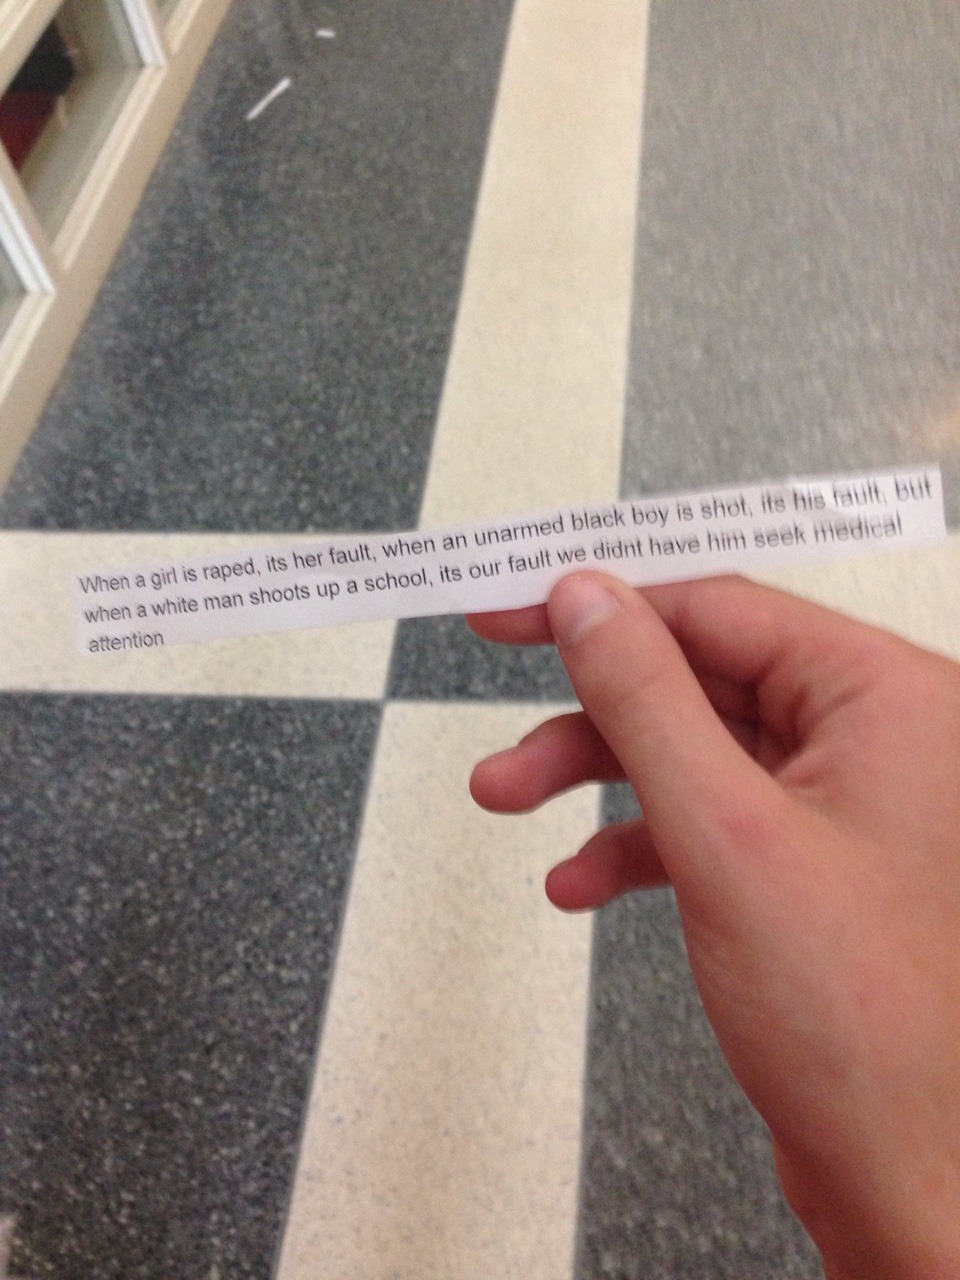 When a girl is raped, its her fault, when an unarmed black boy is shot, its his fault, but
when a white man shoots up a school, its our fault we didnt have him seek medical
attention